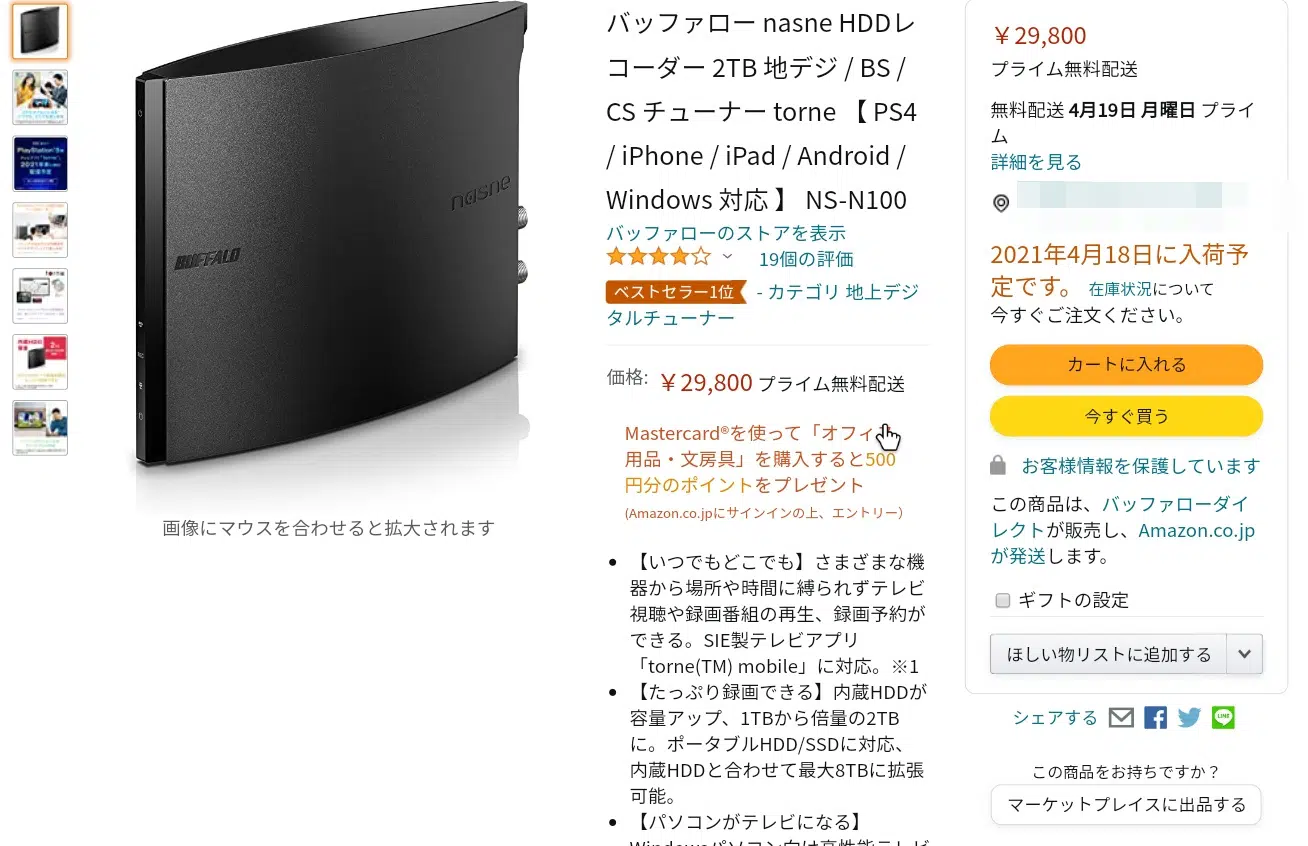 BUFFALO
nasne
画像にマウスを合わせると拡大されます
バッファロー nasne HDDレ
コーダー 2TB 地デジ / BS /
CS チューナー torne 【 PS4
/ iPhone / iPad / Android /
Windows 対応 】 NS-N100
バッファローのストアを表示
19個の評価
ベストセラー1位 - カテゴリ 地上デジ
タルチューナー
価格: ￥29,800 プライム無料配送
Mastercard®を使って「オフィ
用品・文房具」を購入すると500
円分のポイントをプレゼント
(Amazon.co.jpにサインインの上、エントリー)
• 【いつでもどこでも】さまざまな機
器から場所や時間に縛られずテレビ
視聴や録画番組の再生、録画予約が
できる。SIE製テレビアプリ
「torne(TM) mobile」に対応。※1
• 【たっぷり録画できる】内蔵HDDが
容量アップ、1TBから倍量の2TB
に。ポータブルHDD/SSDに対応、
内蔵HDDと合わせて最大8TBに拡張
可能。
• 【パソコンがテレビになる】
Windowsパソコン向け高性能テレビ
￥29,800
プライム無料配送
無料配送 4月19日 月曜日 プライ
ム
詳細を見る
2021年4月18日に入荷予
定です。 在庫状況について
今すぐご注文ください。
カートに入れる
今すぐ買う
お客様情報を保護しています
この商品は、バッファローダイ
レクトが販売し、Amazon.co.jp
が発送します。
ギフトの設定
ほしい物リストに追加する
シェアする
LINE
この商品をお持ちですか？
マーケットプレイスに出品する